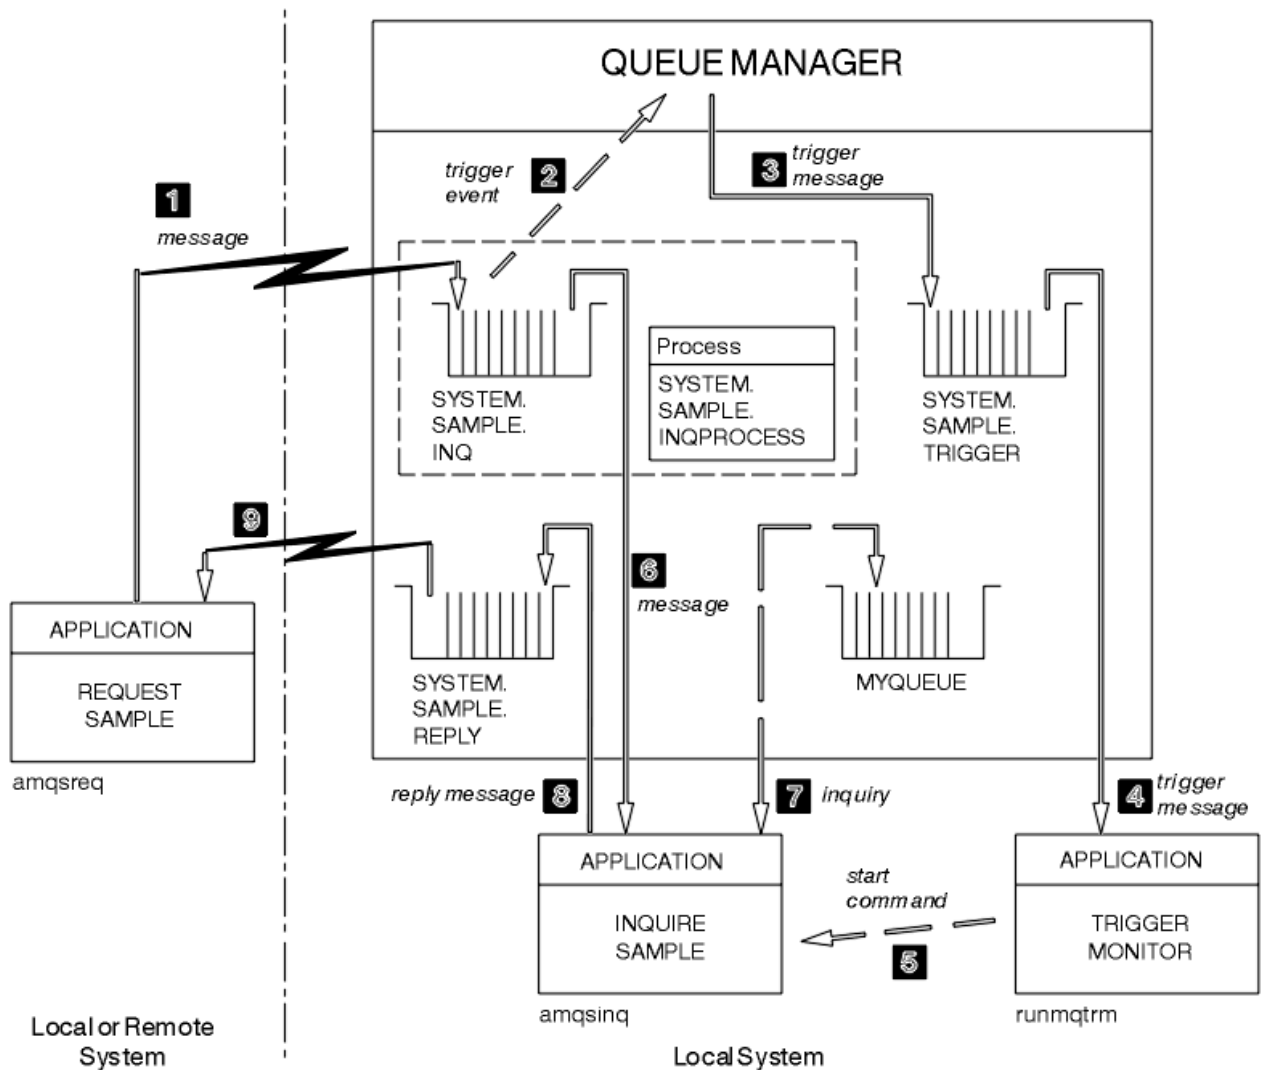 QUEUE MANAGER
trigger
event
2
3
trigger
message
1
message
Process
SYSTEM.
SAMPLE.
INQPROCESS
SYSTEM.
SAMPLE.
INQ
SYSTEM.
SAMPLE.
TRIGGER
9
6
message
APPLICATION
REQUEST
SAMPLE
amqsreq
SYSTEM.
SAMPLE.
REPLY
MYQUEUE
reply message
8
7
inquiry
4
trigger
message
APPLICATION
INQUIRE
SAMPLE
amqsinq
start
command
5
APPLICATION
TRIGGER
MONITOR
runmqtrm
Local or Remote
System
Local System